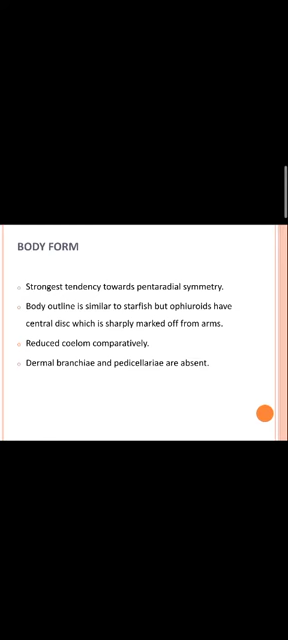 BODY FORM
Strongest tendency towards pentaradial symmetry.
Body outline is similar to starfish but ophiuroids have
central disc which is sharply marked off from arms.
Reduced coelom comparatively.
Dermal branchiae and pedicellariae are absent.